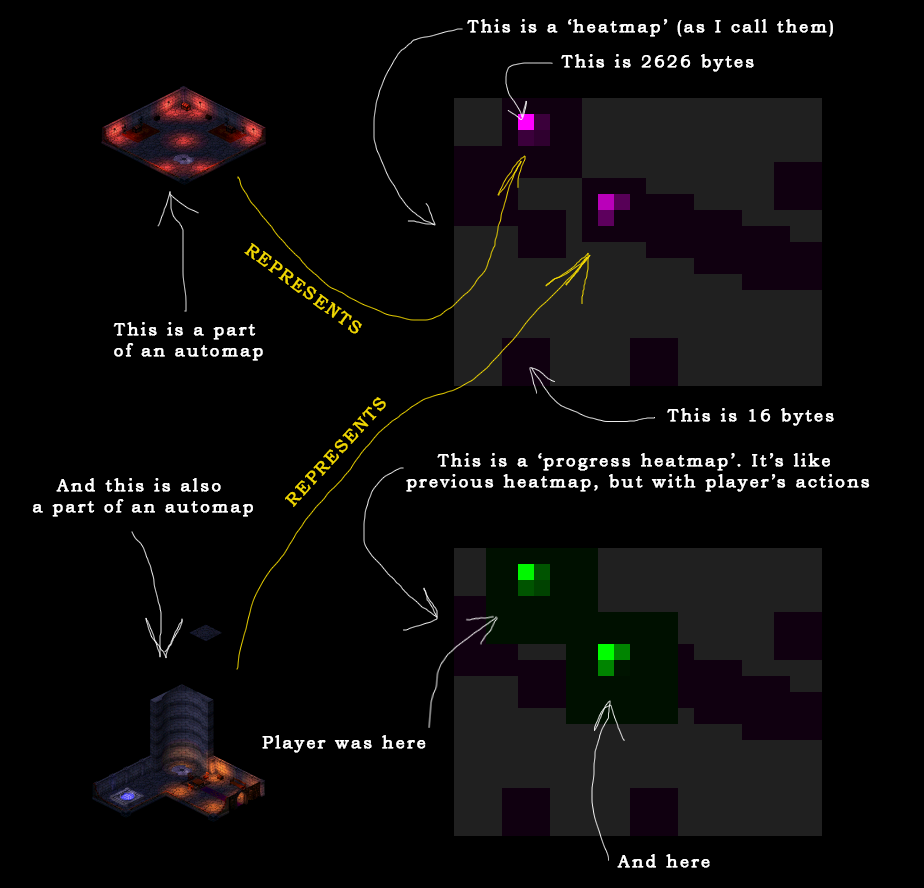 This is a ‘heatmap’ (as I call them)
This is 2626 bytes
REPRESENTS
This is a part
of an automap
REPRESENTS
This is 16 bytes
This is a ‘progress heatmap’. It’s like
previous heatmap, but with player’s actions
And this is also
a part of an automap
Player was here
And here